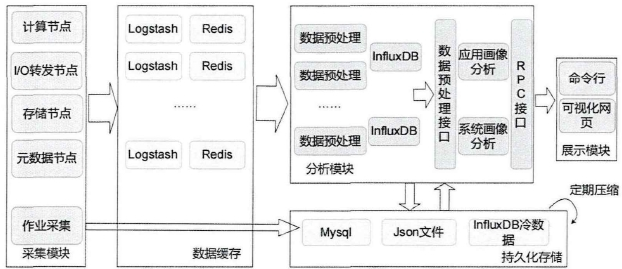 计算节点
I/O转发节点
存储节点
元数据节点
作业采集
采集模块
Logstash
Redis
Logstash
Redis
......
Logstash
Redis
数据缓存
数据预处理
数据预处理
......
数据预处理
InfluxDB
InfluxDB
分析模块
数据预处理接口
应用画像
分析
系统画像
分析
RPC接口
命令行
可视化网
页
展示模块
定期压缩
Mysql
Json文件
InfluxDB冷数
据
持久化存储